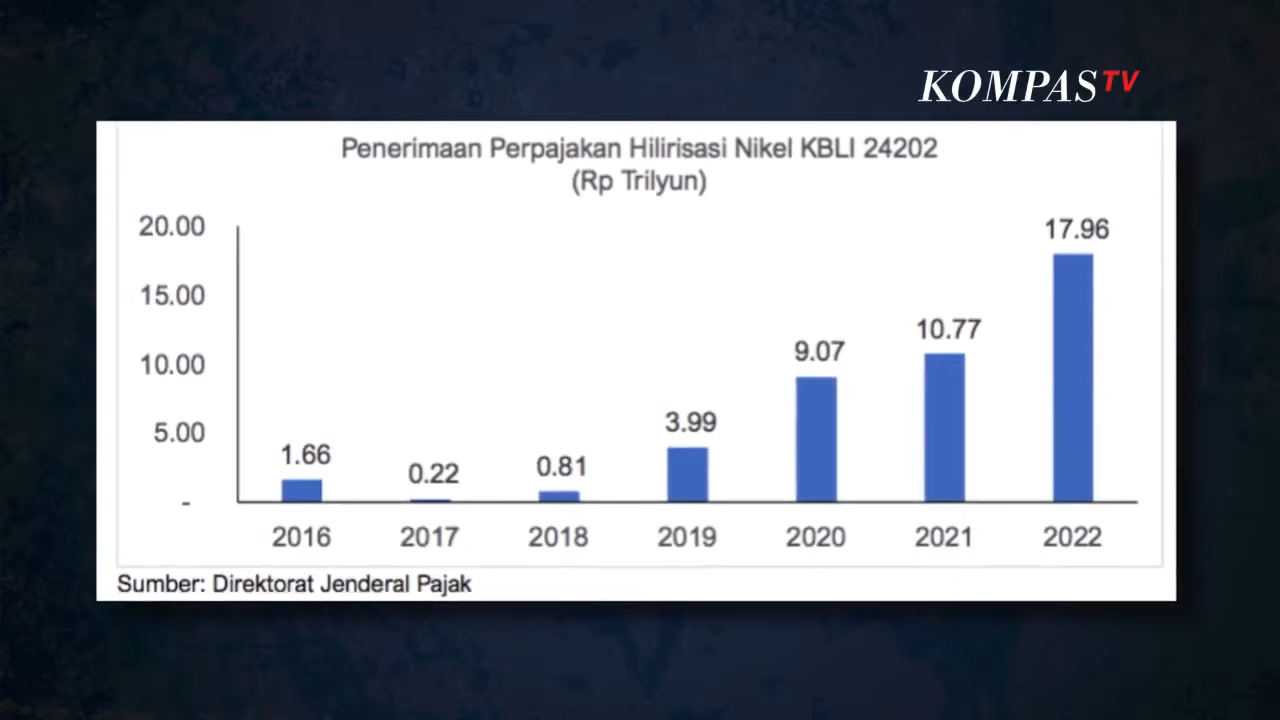 KOMPASTV
Penerimaan Perpajakan Hilirisasi Nikel KBLI 24202
(Rp Trilyun)
20.00
15.00
10.00
5.00
-
1.66
0.22
0.81
3.99
9.07
10.77
17.96
2016 2017 2018 2019 2020 2021 2022
Sumber: Direktorat Jenderal Pajak